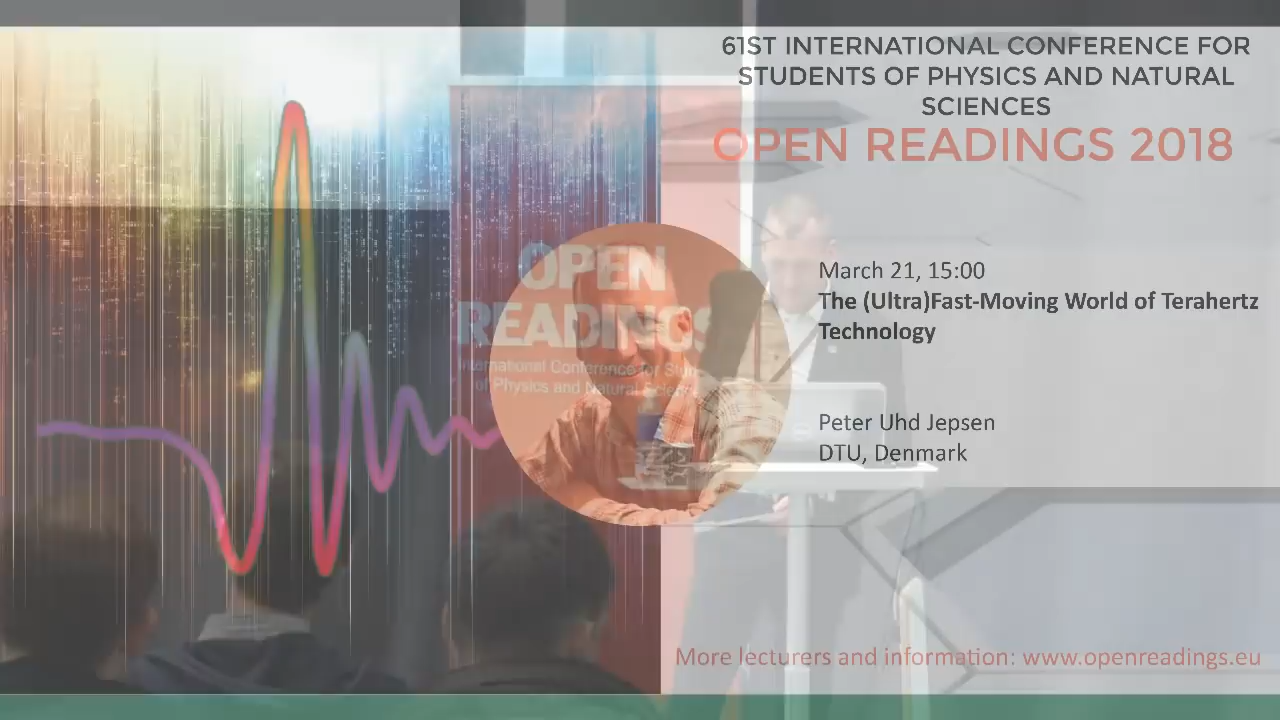 61ST INTERNATIONAL CONFERENCE FOR
STUDENTS OF PHYSICS AND NATURAL
SCIENCES
OPEN READINGS 2018
OPEN
READINGS
International Conference for Stu
of Physics and Natural Scien
March 21, 15:00
The (Ultra)Fast-Moving World of Terahertz
Technology
Peter Uhd Jepsen
DTU, Denmark
More lecturers and information: www.openreadings.eu